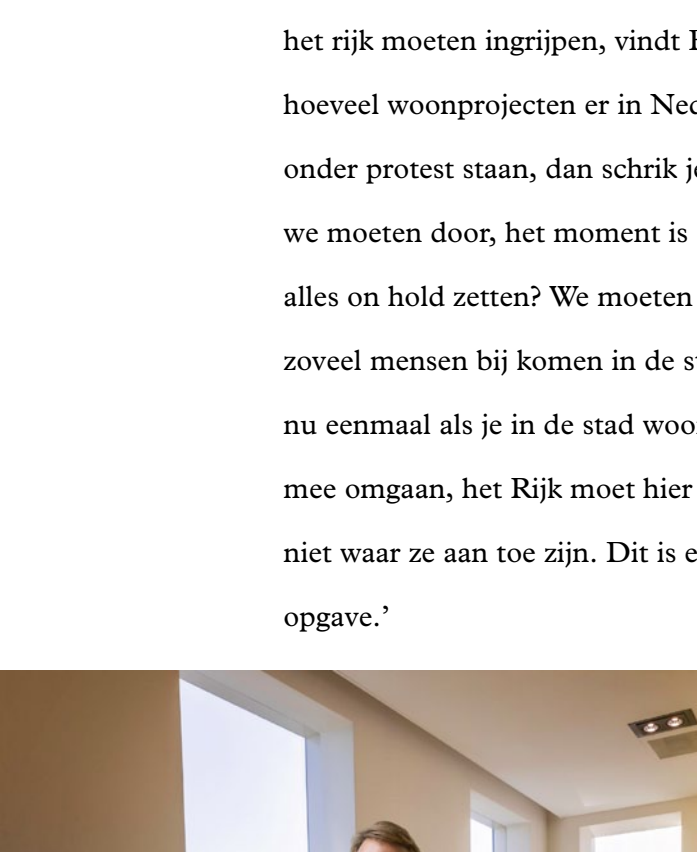 het rijk moeten ingrijpen, vindt
hoeveel woonprojecten er in
onder protest staan, dan schrik
we moeten door, het moment is
alles on hold zetten? We moeten
zoveel mensen bij komen in de
nu eenmaal als je in de stad
mee omgaan, het Rijk moet hier
niet waar ze aan toe zijn. Dit is
opgave.’